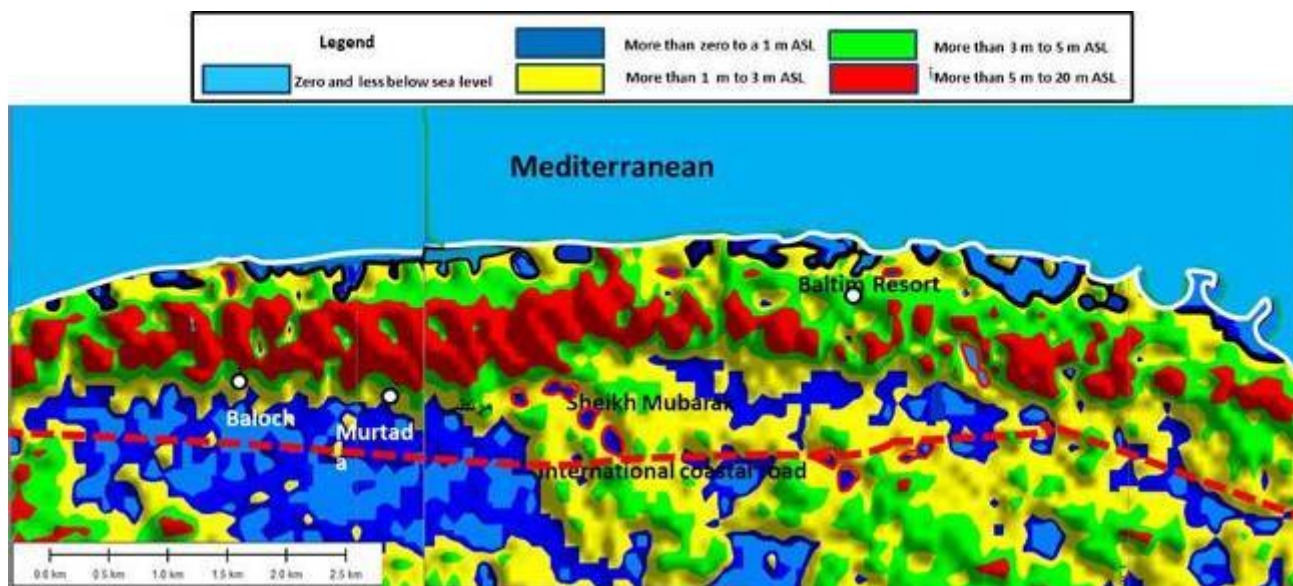 Legend
More than zero to a 1 m ASL
More than 3 m to 5 m ASL
Zero and less below sea level
More than 1 m to 3 m ASL
More than 5 m to 20 m ASL
Mediterranean
Baltim Resort
Sheikh Mubarak
Baloch
Murtad
a
international coastal road
0.0 km 0.5 km 1.0 km 1.5 km 2.0 km 2.5 km